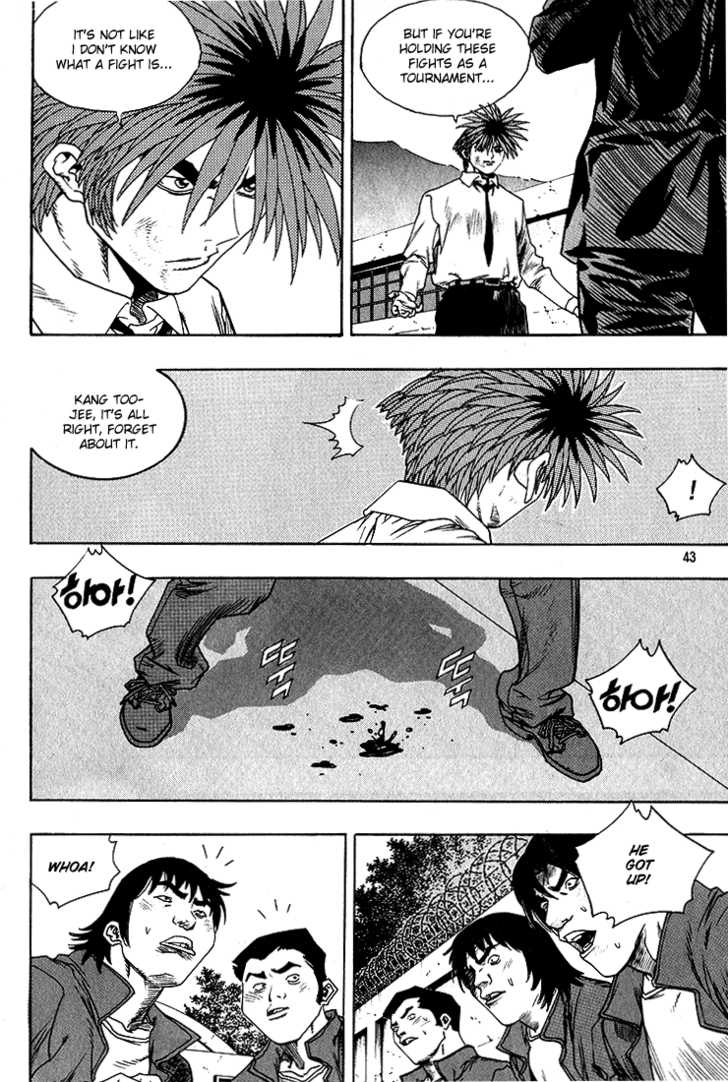 IT'S NOT LIKE
I DON'T KNOW
WHAT A FIGHT IS...
BUT IF YOU'RE
HOLDING THESE
FIGHTS AS A
TOURNAMENT...
KANG TOO-
JEE, IT'S ALL
RIGHT, FORGET
ABOUT IT.
!
43
하아!
하아!
WHOA!
HE
GOT
UP!